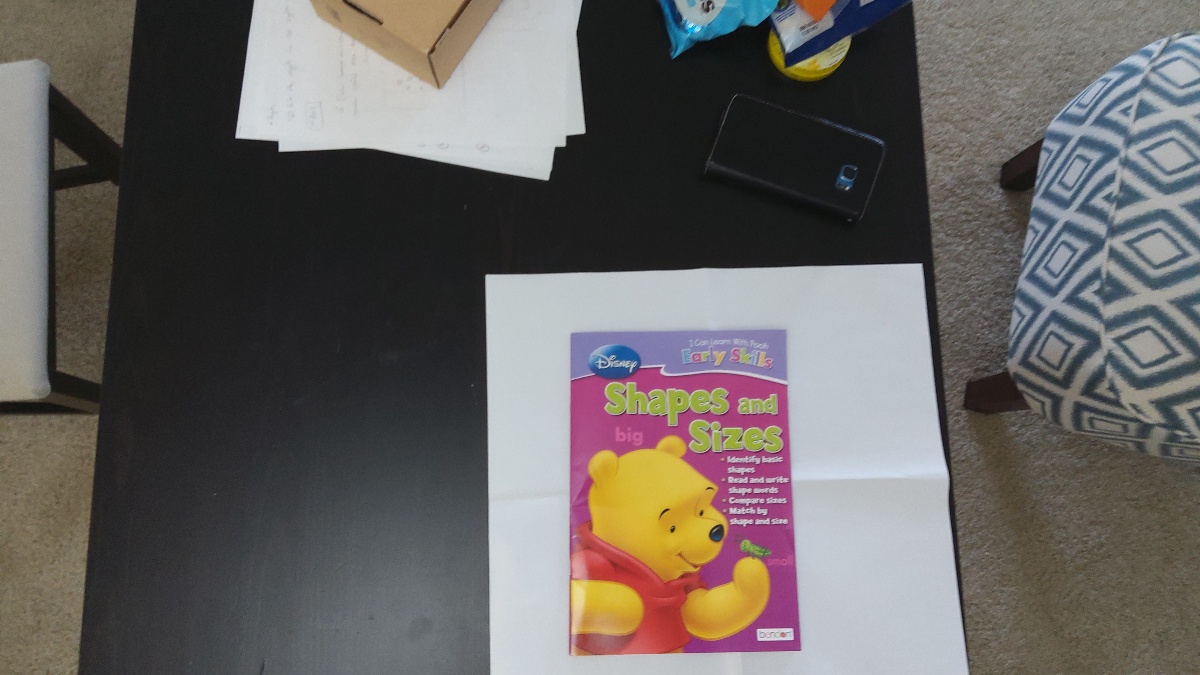 Disney
I Can Learn With Pooh
Early Skills
Shapes and
Sizes
big
• Identify basic
shapes
• Read and write
shape words
• Compare sizes
• Match by
shape and size
small
bendon